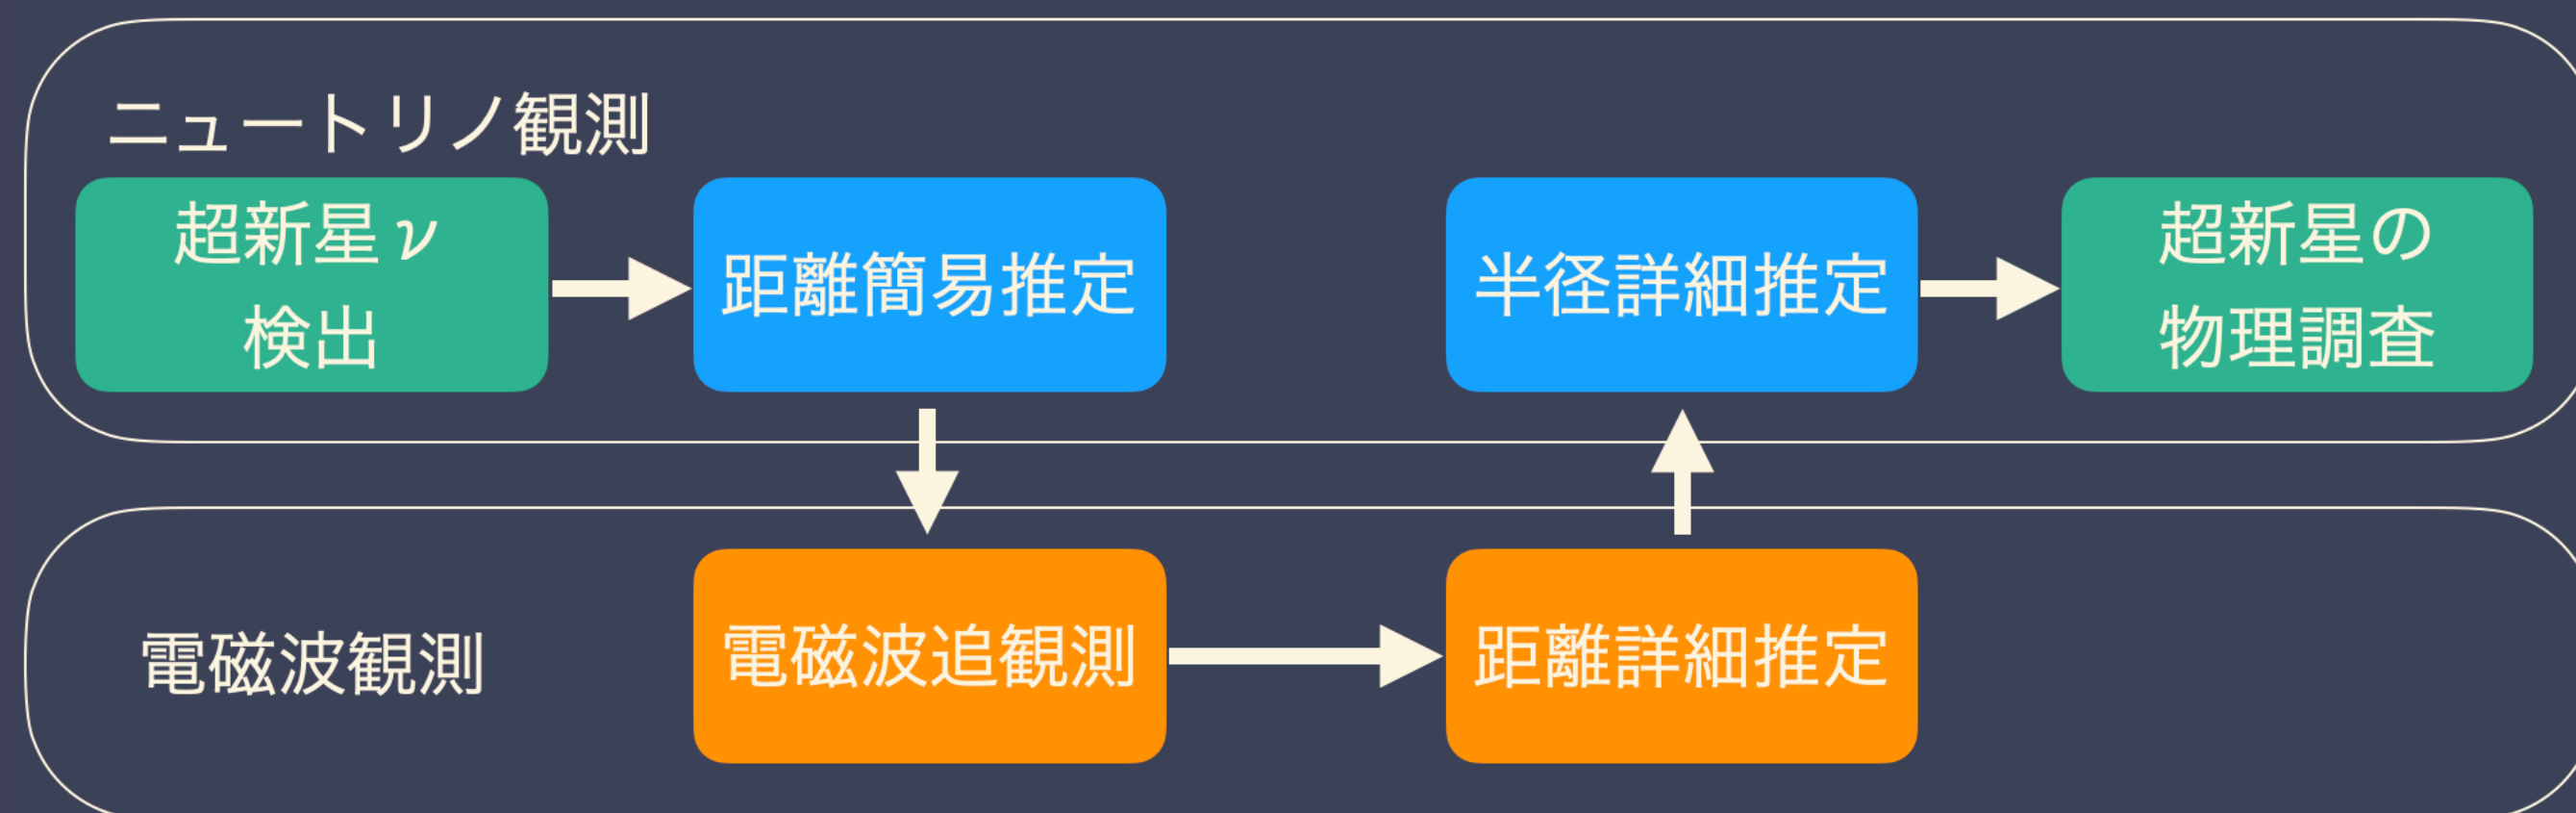 ニュートリノ観測
超新星ν
検出
距離簡易推定
半径詳細推定
超新星の
物理調査
電磁波観測
電磁波追観測
距離詳細推定